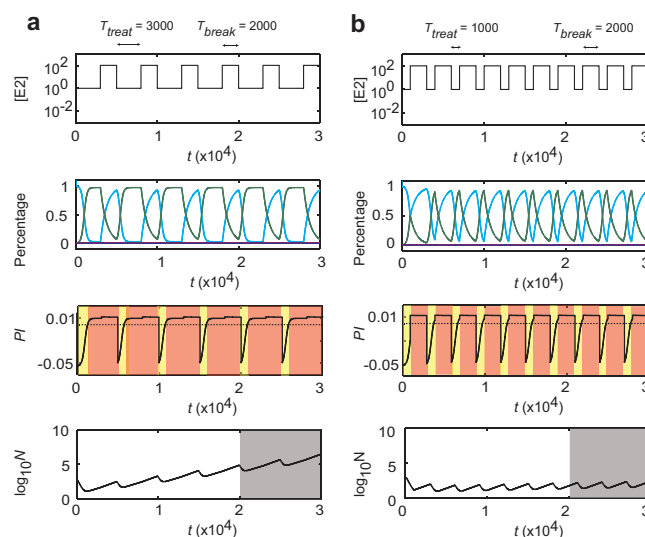 a
T_treat = 3000
T_break = 2000
[E2]
10^2
10^0
10^-2
0
1
2
3
t (x10^4)
Percentage
1
0.5
0
0
1
2
3
t (x10^4)
PI
0.01
-0.05
0
1
2
3
t (x10^4)
log10N
10
5
0
0
1
2
3
t (x10^4)
b
T_treat = 1000
T_break = 2000
[E2]
10^2
10^0
10^-2
0
1
2
3
t (x10^4)
Percentage
1
0.5
0
0
1
2
3
t (x10^4)
PI
0.01
-0.05
0
1
2
3
t (x10^4)
log10N
10
5
0
0
1
2
3
t (x10^4)